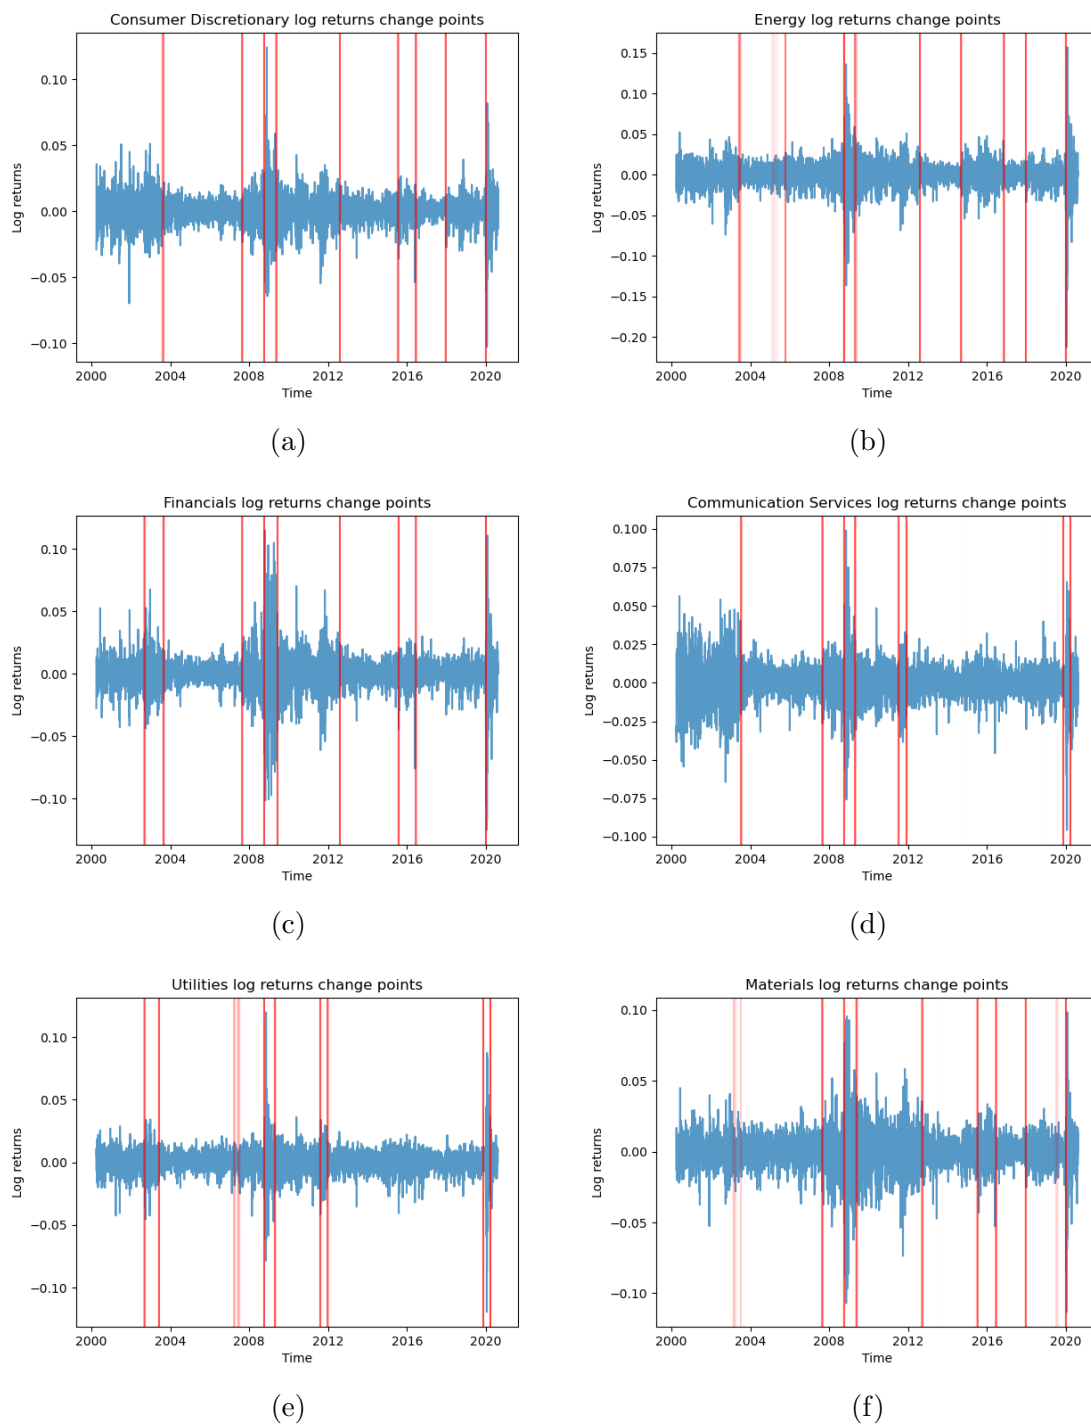 Consumer Discretionary log returns change points
0.10
0.05
0.00
−0.05
−0.10
Log returns
2000 2004 2008 2012 2016 2020
Time
(a)
Energy log returns change points
0.15
0.10
0.05
0.00
−0.05
−0.10
−0.15
−0.20
Log returns
2000 2004 2008 2012 2016 2020
Time
(b)
Financials log returns change points
0.10
0.05
0.00
−0.05
−0.10
Log returns
2000 2004 2008 2012 2016 2020
Time
(c)
Communication Services log returns change points
0.100
0.075
0.050
0.025
0.000
−0.025
−0.050
−0.075
−0.100
Log returns
2000 2004 2008 2012 2016 2020
Time
(d)
Utilities log returns change points
0.10
0.05
0.00
−0.05
−0.10
Log returns
2000 2004 2008 2012 2016 2020
Time
(e)
Materials log returns change points
0.10
0.05
0.00
−0.05
−0.10
Log returns
2000 2004 2008 2012 2016 2020
Time
(f)